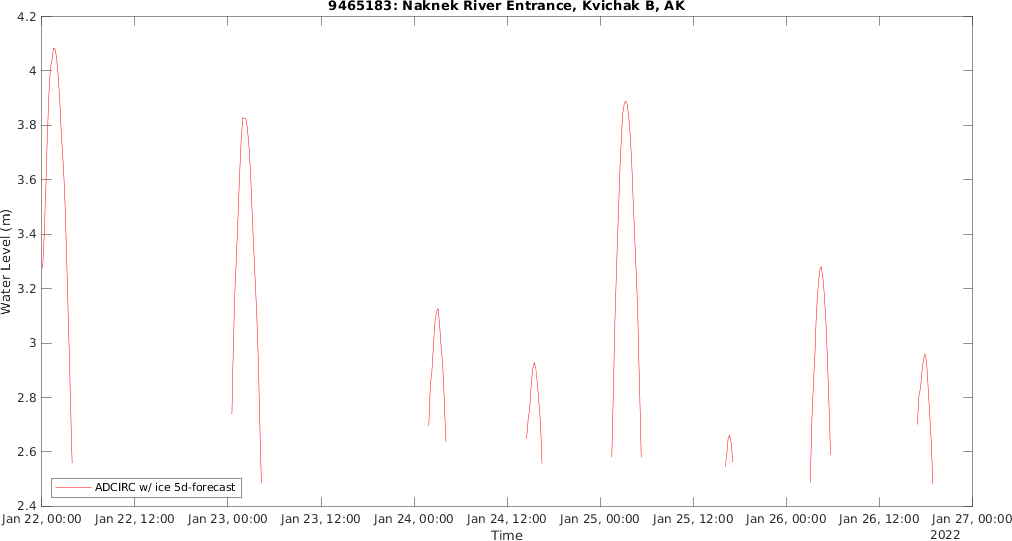 9465183: Naknek River Entrance, Kvichak B, AK
4.2
4
3.8
3.6
3.4
3.2
3
2.8
2.6
2.4
Water Level (m)
ADCIRC w/ ice 5d-forecast
Jan 22, 00:00 Jan 22, 12:00 Jan 23, 00:00 Jan 23, 12:00 Jan 24, 00:00 Jan 24, 12:00 Jan 25, 00:00 Jan 25, 12:00 Jan 26, 00:00 Jan 26, 12:00 Jan 27, 00:00
Time
2022